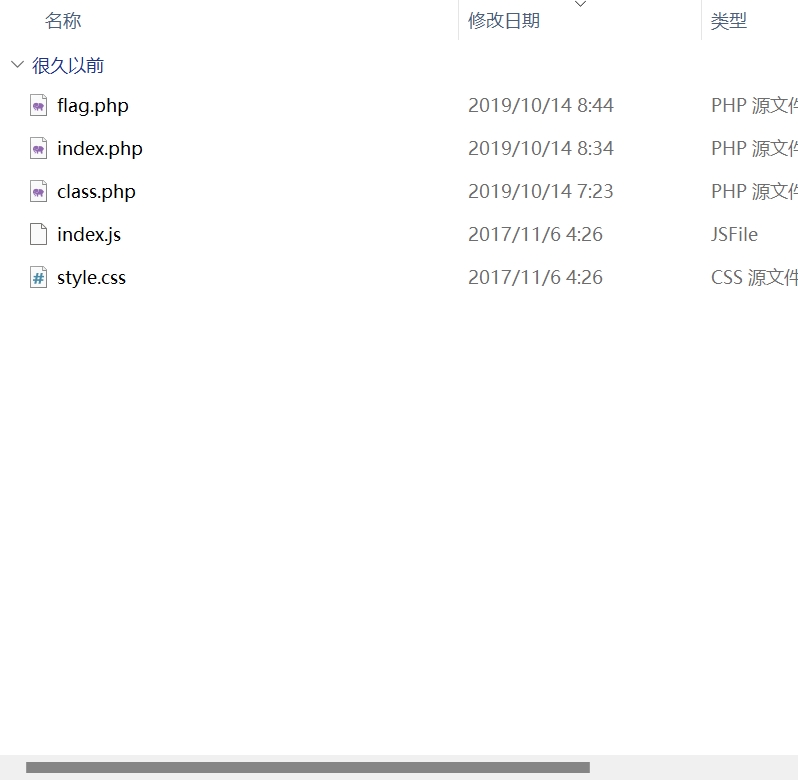 名称 修改日期 类型
很久以前
flag.php 2019/10/14 8:44 PHP 源文件
index.php 2019/10/14 8:34 PHP 源文件
class.php 2019/10/14 7:23 PHP 源文件
index.js 2017/11/6 4:26 JSFile
style.css 2017/11/6 4:26 CSS 源文件